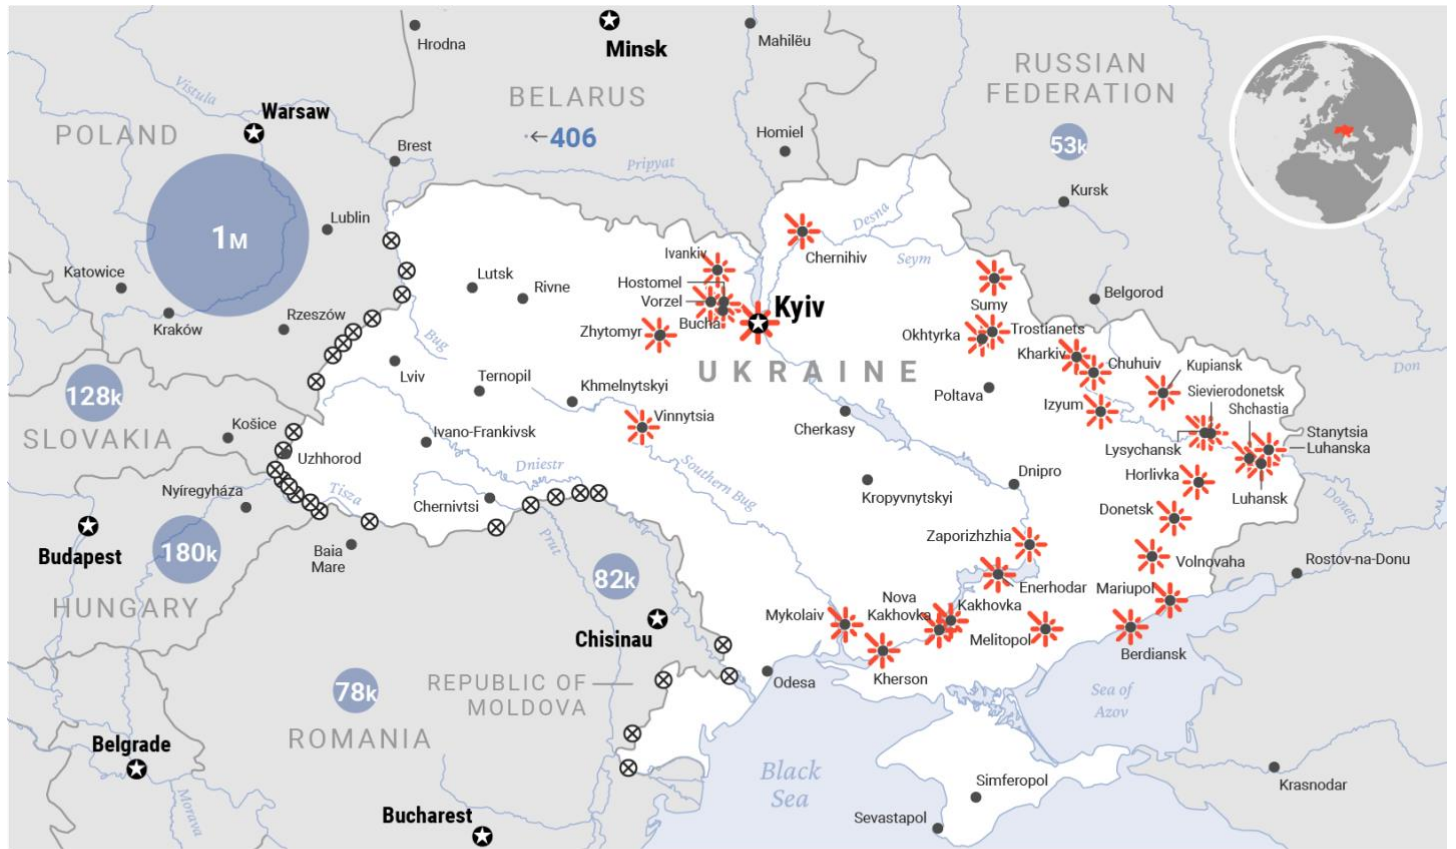 Hrodna
Minsk
Mahilëu
RUSSIAN
FEDERATION
Vistula
Warsaw
BELARUS
←406
POLAND
Homiel
53k
Brest
Pripyat
Kursk
Lublin
1M
Desna
Chernihiv
Seym
Ivankiv
Katowice
Lutsk
Rivne
Hostomel
Vorzel
Bucha
Kyiv
Sumy
Belgorod
Kraków
Rzeszów
Zhytomyr
Okhtyrka
Trostianets
Kharkiv
Bug
UKRAINE
Chuhuiv
Kupiansk
Don
Lviv
Ternopil
Khmelnytskyi
Poltava
Sievierodonetsk
128k
Izyum
Shchastia
SLOVAKIA
Košice
Ivano-Frankivsk
Vinnytsia
Cherkasy
Lysychansk
Stanytsia
Luhanska
Uzhhorod
Dniestr
Southern Bug
Dnipro
Horlivka
Nyíregyháza
Tisza
Chernivtsi
Kropyvnytskyi
Luhansk
Donets
Donetsk
Budapest
180k
Baia
Mare
Prut
Zaporizhzhia
Volnovaha
Rostov-na-Donu
82k
Enerhodar
Mariupol
HUNGARY
Nova
Kakhovka
Kakhovka
Mykolaiv
Chisinau
Melitopol
Berdiansk
Kherson
REPUBLIC OF
MOLDOVA
78k
Odesa
Sea of
Azov
ROMANIA
Belgrade
Black
Sea
Simferopol
Krasnodar
Morava
Bucharest
Sevastapol